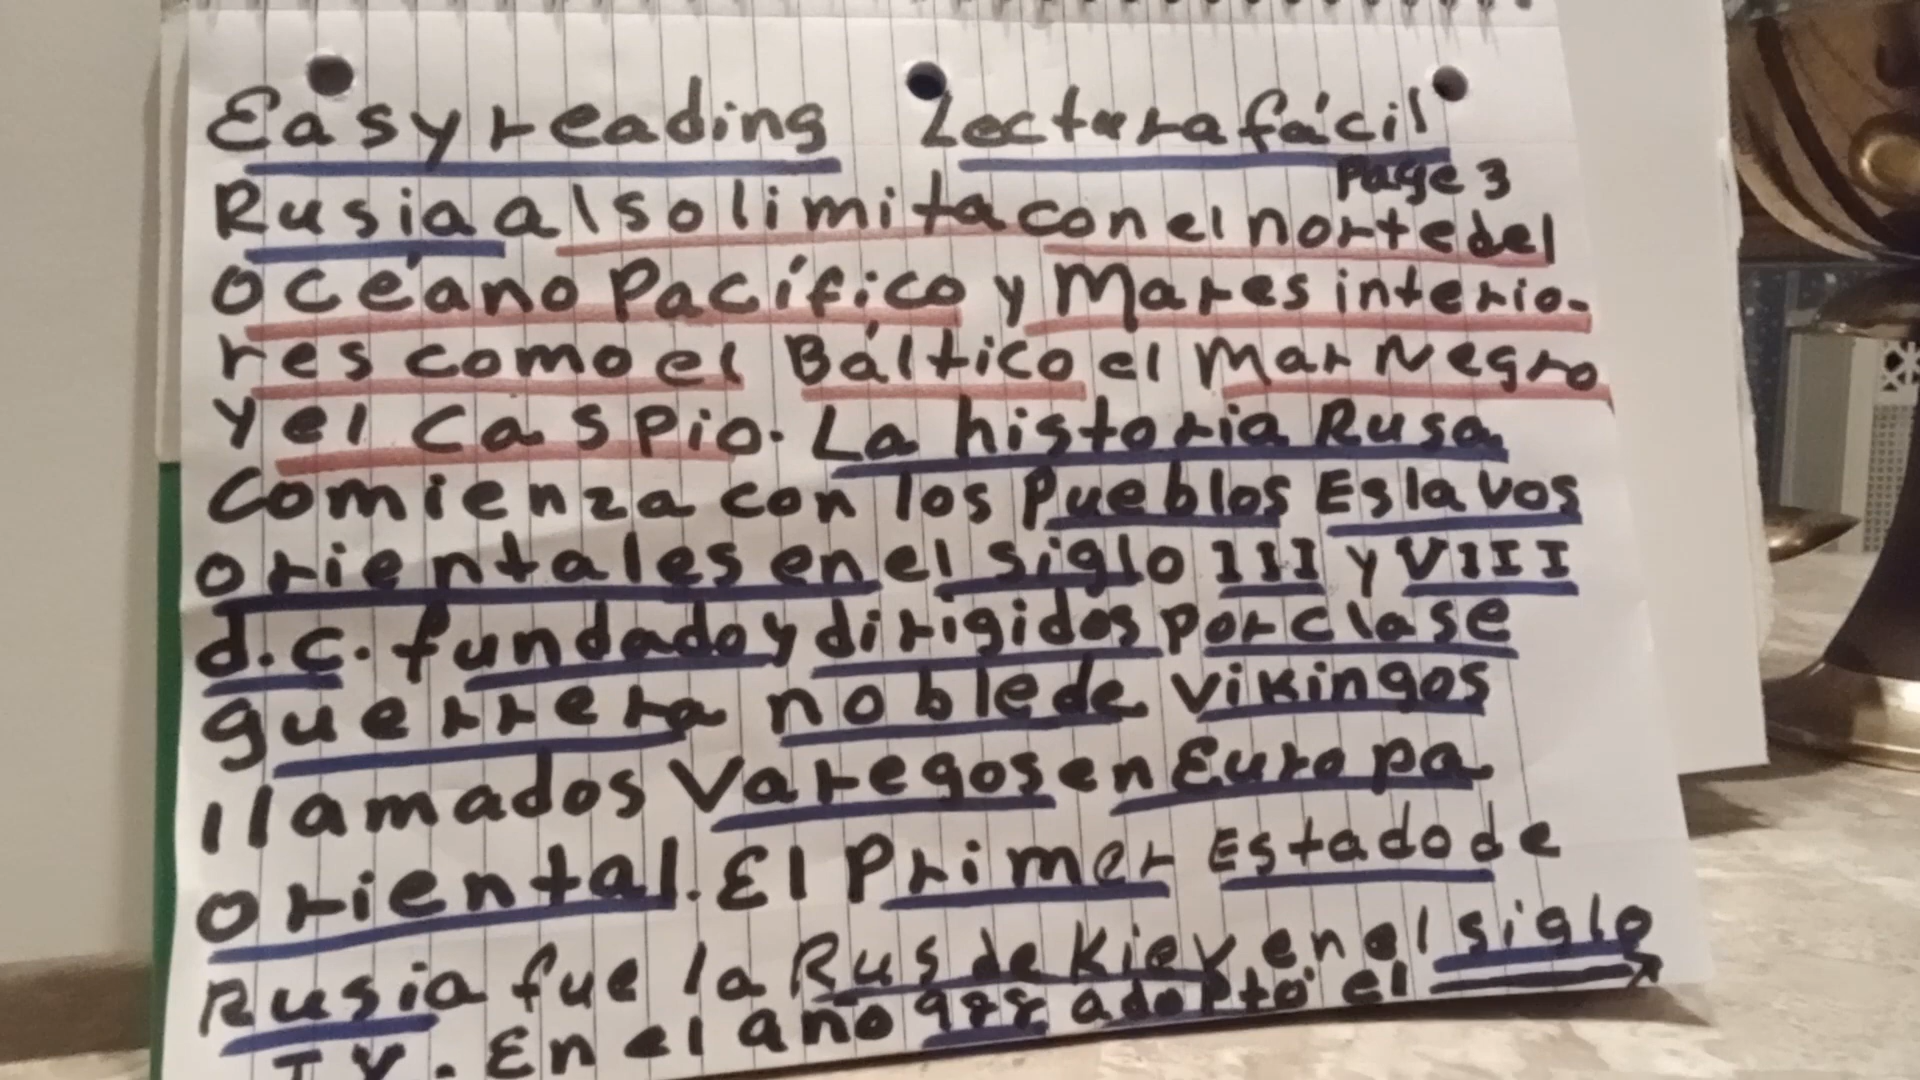 Easy reading Lectura fácil
Page 3
Rusia also limita con el norte del
océano Pacífico y Mares interio-
res como el Báltico el Mar Negro
y el Caspio. La historia Rusa
Comienza con los Pueblos Eslavos
orientales en el siglo III y VIII
d.c. fundado y dirigidos por clase
guerrera noble de vikingos
llamados Varegos en Europa
oriental. El Primer Estado de
Rusia fue la Rus de Kiev en el siglo
. En el año 988 adoptó el